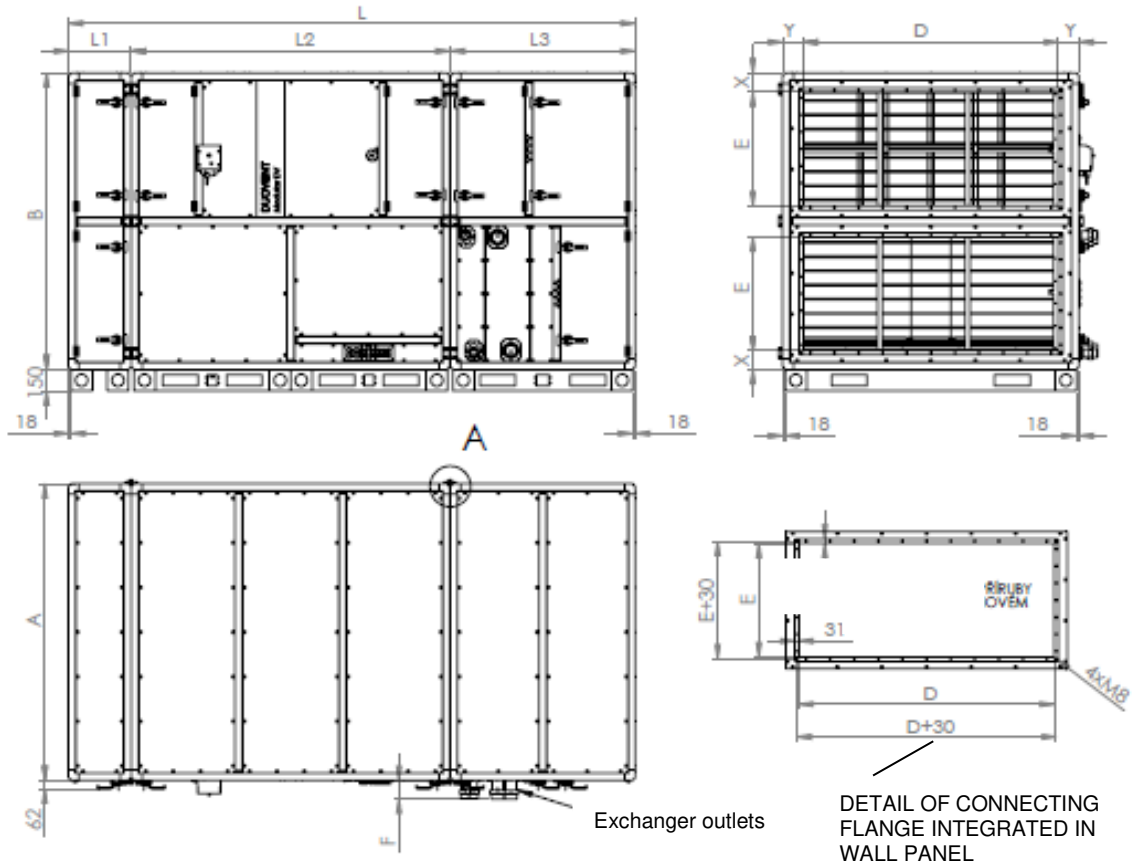 L
L1
L2
L3
B
DUOVENT
150
18
18
Y
D
Y
X
E
E
X
18
18
A
A
62
F
Exchanger outlets
E+30
E
31
D
D+30
4xM8
DETAIL OF CONNECTING
FLANGE INTEGRATED IN
WALL PANEL